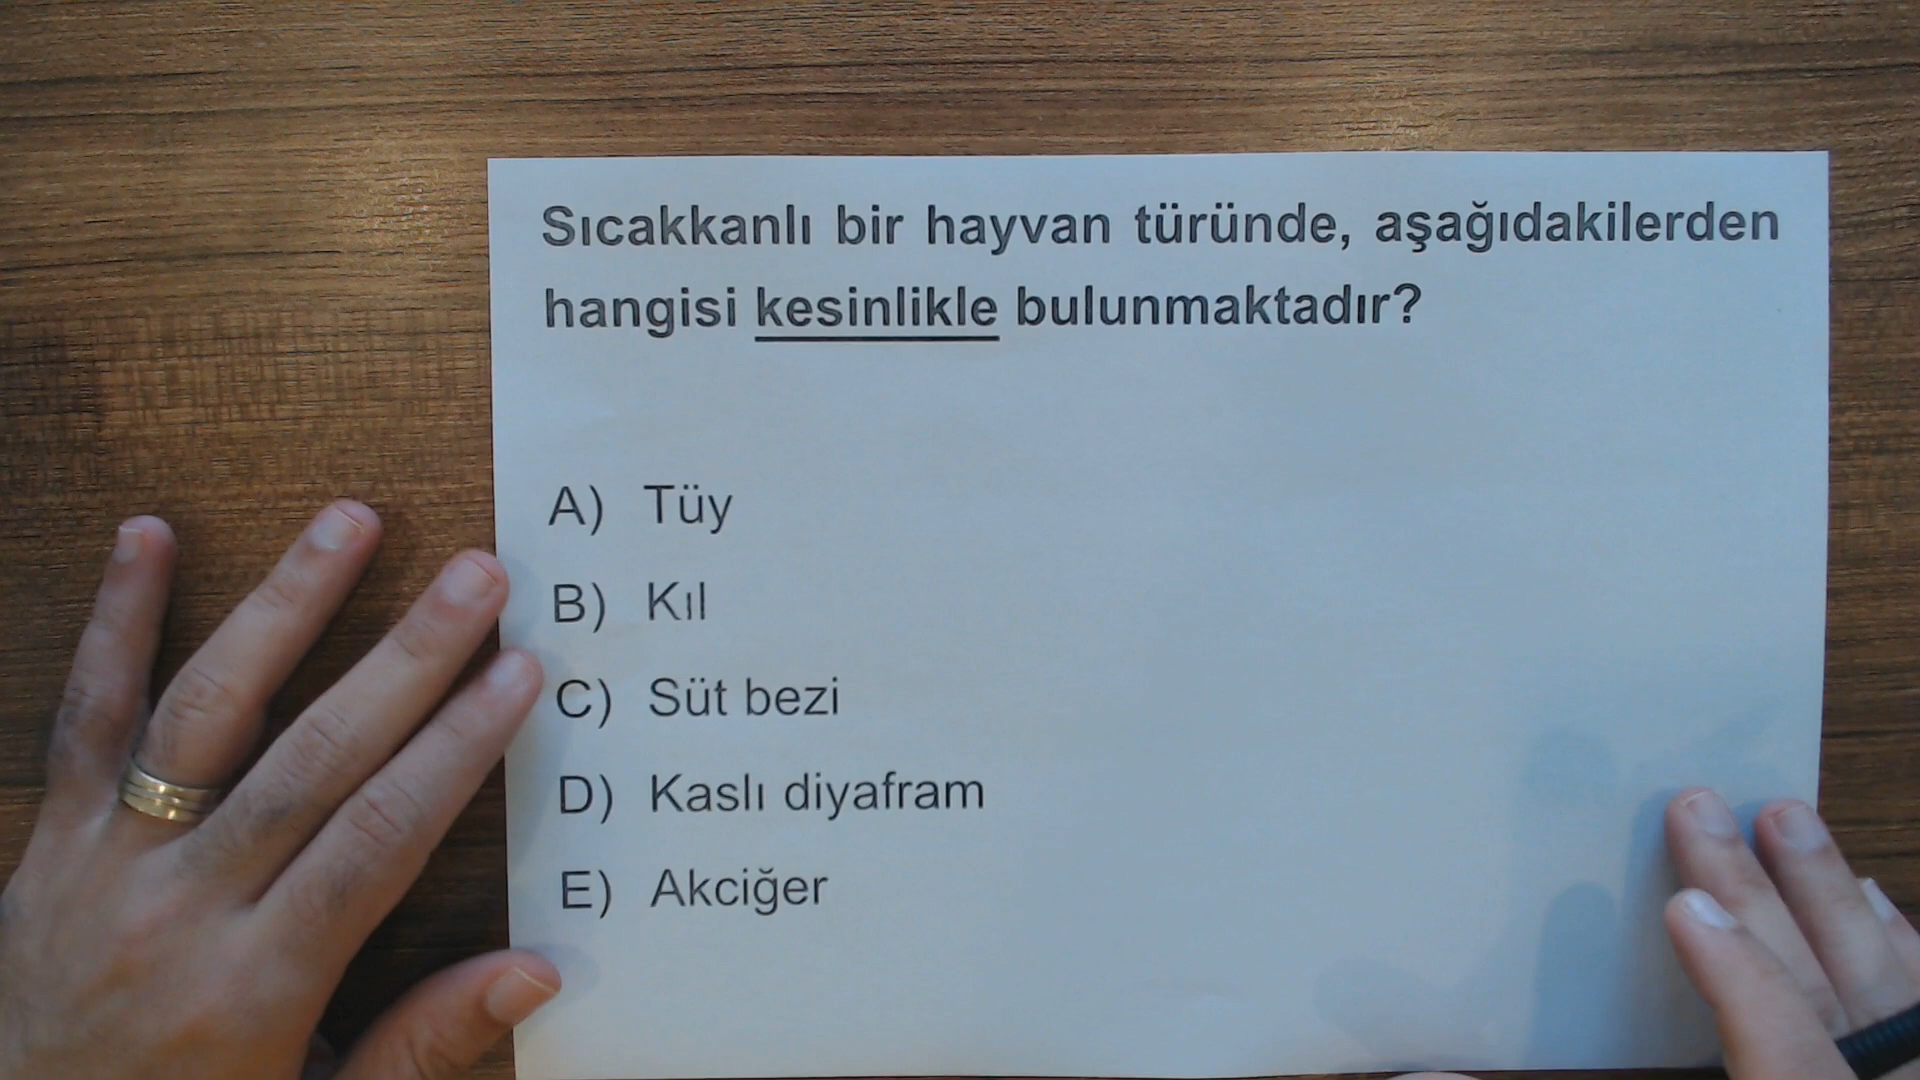 Sıcakkanlı bir hayvan türünde, aşağıdakilerden
hangisi kesinlikle bulunmaktadır?
A) Tüy
B) Kıl
C) Süt bezi
D) Kaslı diyafram
E) Akciğer